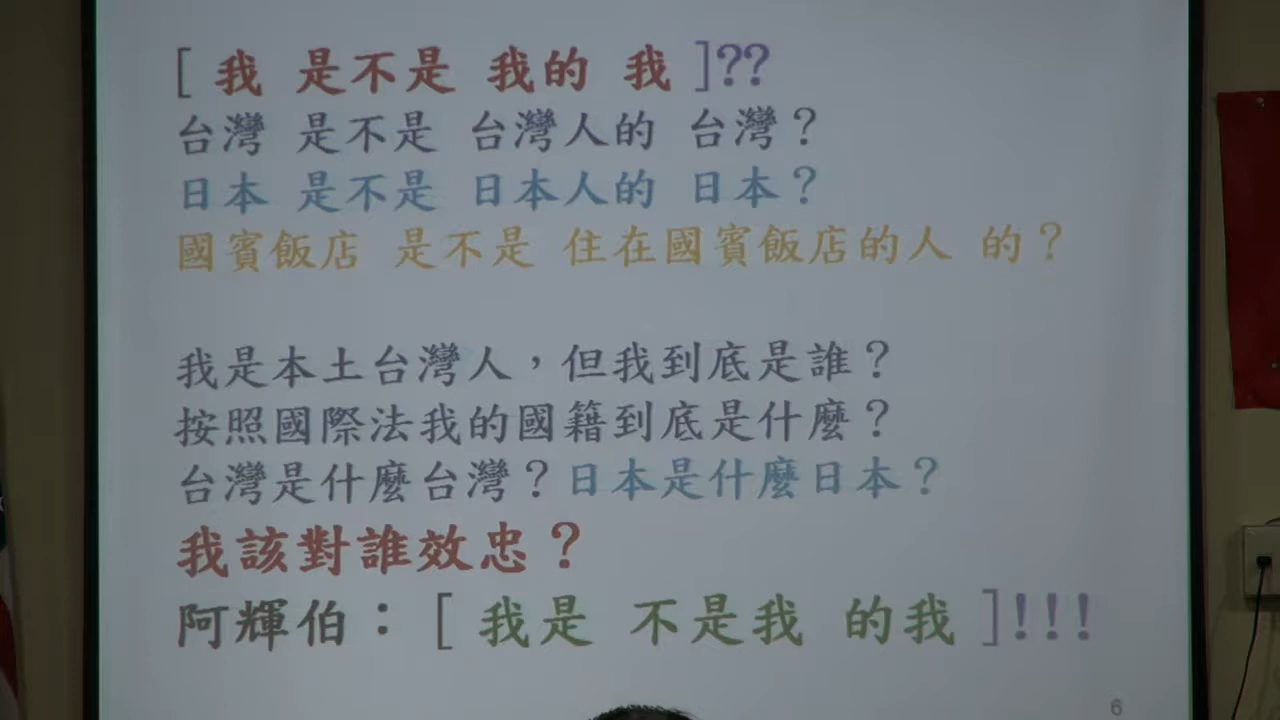 [ 我 是不是 我的 我 ]??
台灣 是不是 台灣人的 台灣？
日本 是不是 日本人的 日本？
國賓飯店 是不是 住在國賓飯店的人 的？
我是本土台灣人，但我到底是誰？
按照國際法我的國籍到底是什麼？
台灣是什麼台灣？日本是什麼日本？
我該對誰效忠？
阿輝伯：[ 我是 不是我 的我 ]!!!
6